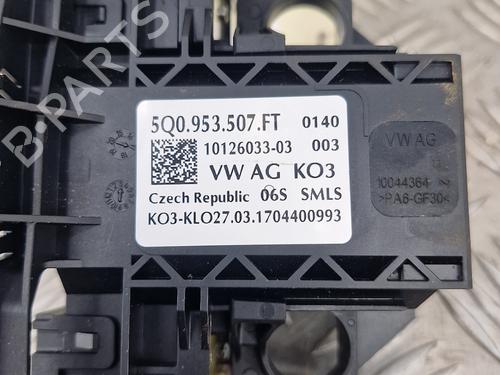 5Q0.953.507.FT 0140
10126033-03 003
VW AG KO3
Czech Republic 06S SMLS
KO3-KLO27.03.1704400993
VW AG
10044364
>PA6-GF30<